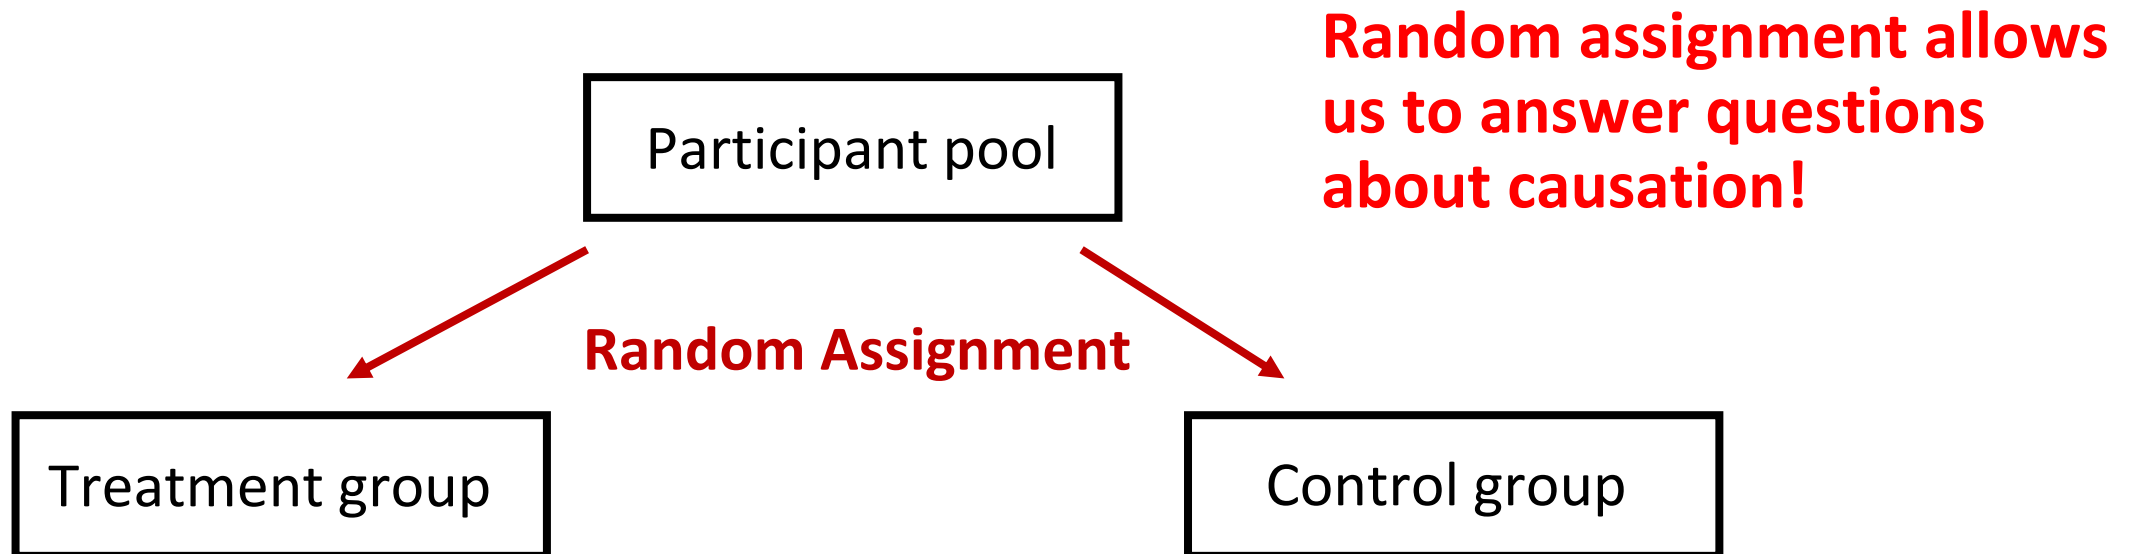 Random assignment allows
us to answer questions
about causation!
Participant pool
Random Assignment
Treatment group
Control group